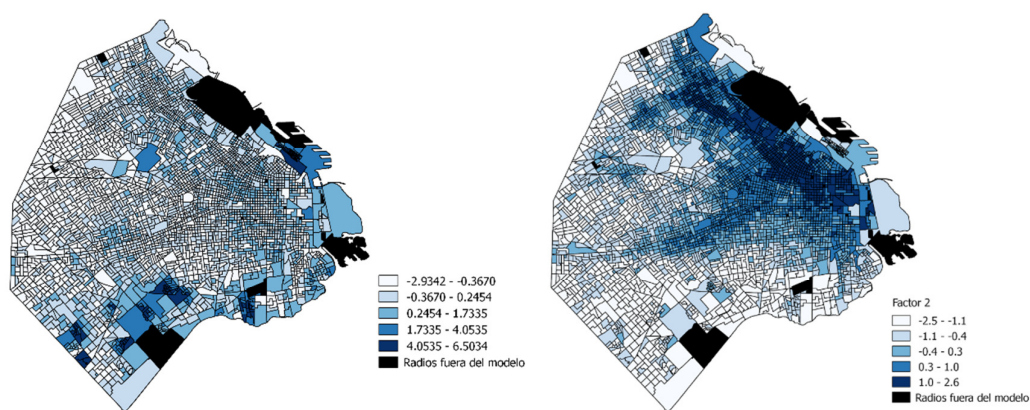 -2.9342 - -0.3670
-0.3670 - 0.2454
0.2454 - 1.7335
1.7335 - 4.0535
4.0535 - 6.5034
Radios fuera del modelo
Factor 2
-2.5 - -1.1
-1.1 - -0.4
-0.4 - 0.3
0.3 - 1.0
1.0 - 2.6
Radios fuera del modelo